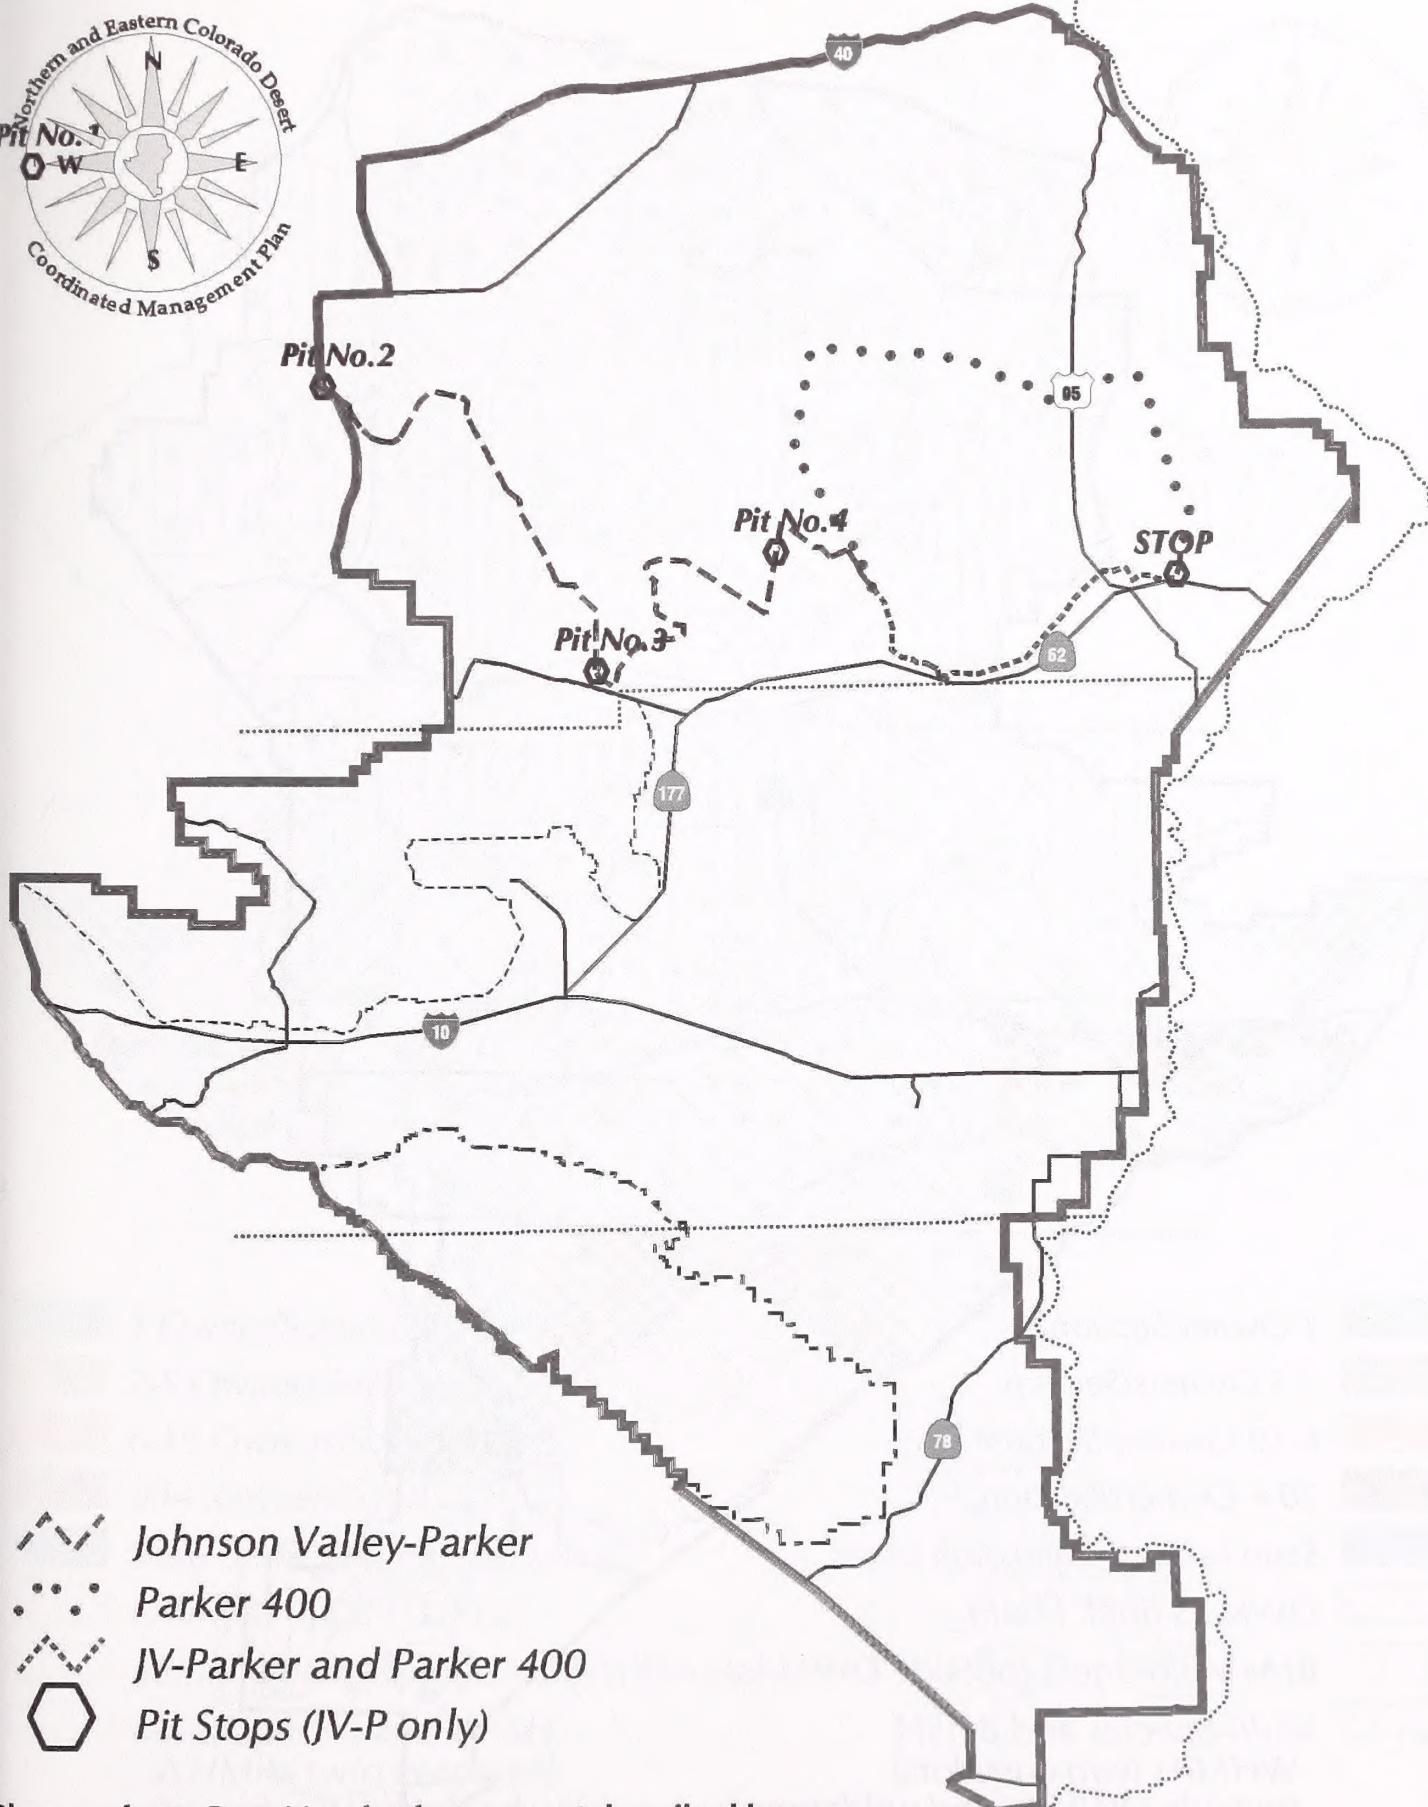 Northern and Eastern Colorado Desert
N
Pit No. 1
W
E
S
Coordinated Management Plan
40
Pit No.2
95
Pit No.4
STOP
Pit No.3
62
177
10
78
Johnson Valley-Parker
Parker 400
JV-Parker and Parker 400
Pit Stops (JV-P only)